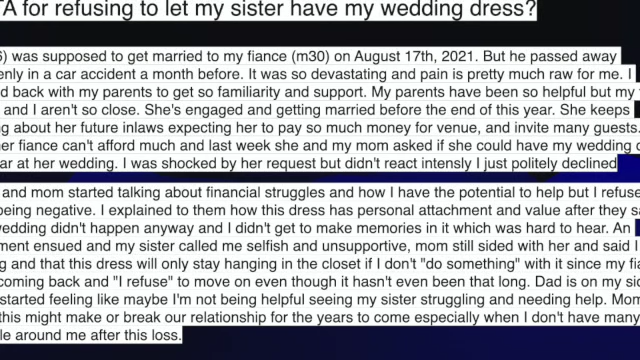 TA for refusing to let my sister have my wedding dress?
6) was supposed to get married to my fiance (m30) on August 17th, 2021. But he passed away
enly in a car accident a month before. It was so devastating and pain is pretty much raw for me. I
d back with my parents to get so familiarity and support. My parents have been so helpful but my
and I aren't so close. She's engaged and getting married before the end of this year. She keeps
ng about her future inlaws expecting her to pay so much money for venue, and invite many guests.
her fiance can't afford much and last week she and my mom asked if she could have my wedding d
ar at her wedding. I was shocked by her request but didn't react intensly I just politely declined
and mom started talking about financial struggles and how I have the potential to help but I refuse
being negative. I explained to them how this dress has personal attachment and value after they sa
wedding didn't happen anyway and I didn't get to make memories in it which was hard to hear. An
ment ensued and my sister called me selfish and unsupportive, mom still sided with her and said I
g and that this dress will only stay hanging in the closet if I don't "do something" with it since my fia
coming back and "I refuse" to move on even though it hasn't even been that long. Dad is on my sid
started feeling like maybe I'm not being helpful seeing my sister struggling and needing help. Mom
this might make or break our relationship for the years to come especially when I don't have many
le around me after this loss.